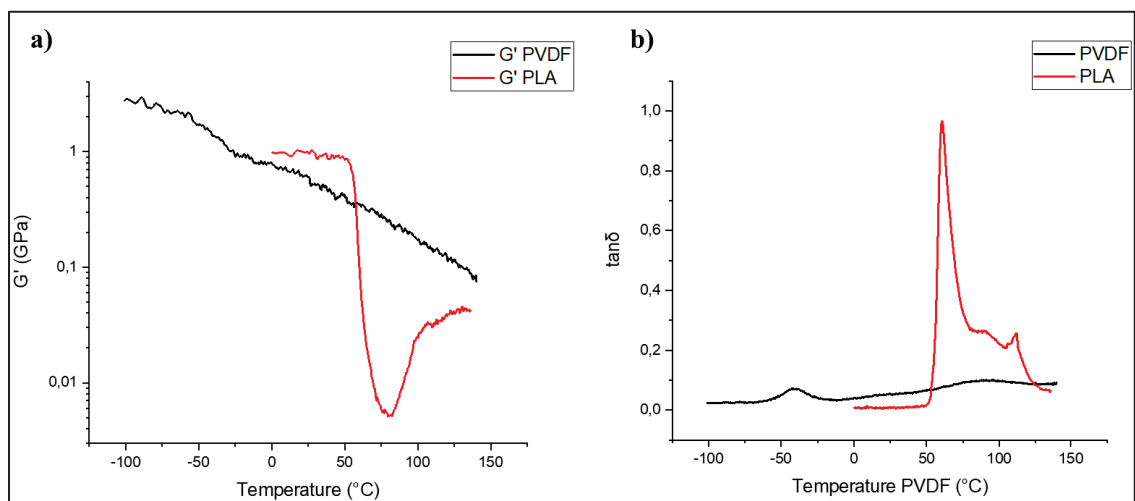 a)
G' PVDF
G' PLA
1
0,1
0,01
G' (GPa)
-100 -50 0 50 100 150
Temperature (°C)
b)
PVDF
PLA
1,0
0,8
0,6
0,4
0,2
0,0
tanδ
-100 -50 0 50 100 150
Temperature PVDF (°C)